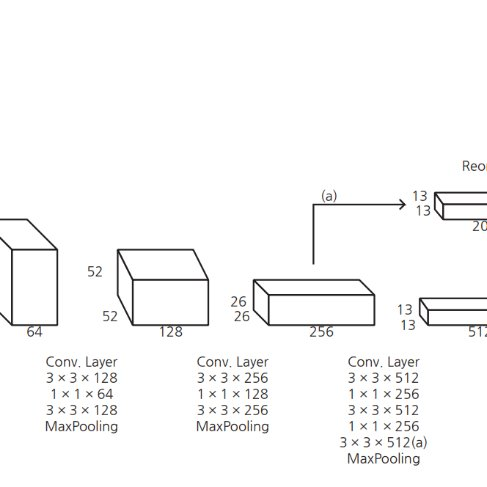 Reor
(a)
13
13
20
52
52
26
26
13
13
64
128
256
512
Conv. Layer
3 × 3 × 128
1 × 1 × 64
3 × 3 × 128
MaxPooling
Conv. Layer
3 × 3 × 256
1 × 1 × 128
3 × 3 × 256
MaxPooling
Conv. Layer
3 × 3 × 512
1 × 1 × 256
3 × 3 × 512
1 × 1 × 256
3 × 3 × 512(a)
MaxPooling